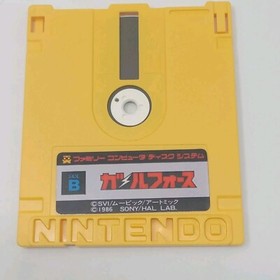 ファミリー コンピュータ ディスク システム
SIDE
B
ガルフォース
©SVI/ムービック/アートミック
©1986 SONY/HAL LAB.
NINTENDO